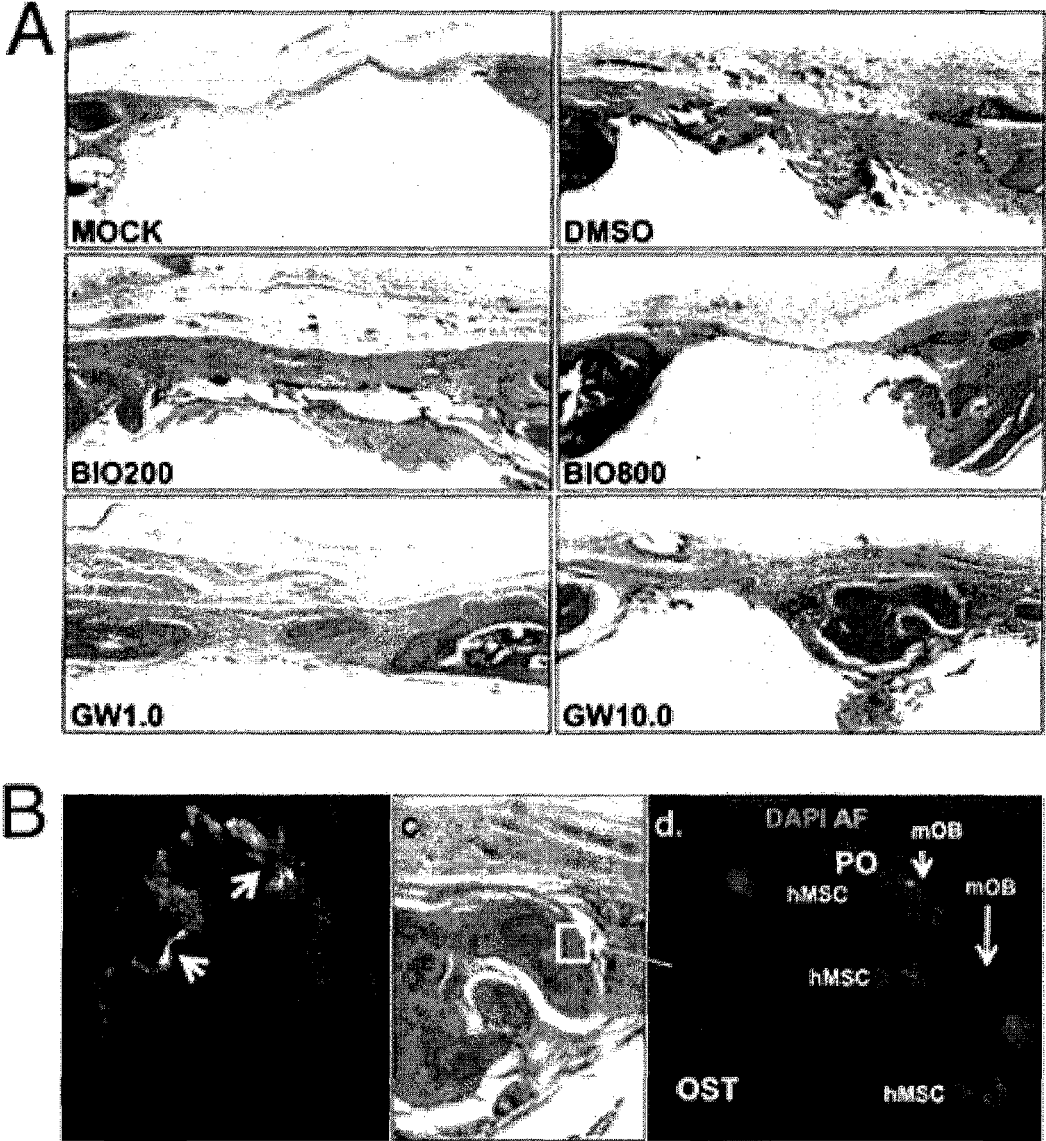 A
MOCK
DMSO
BIO200
BIO800
GW1.0
GW10.0
B
c
d.
DAPI AF
mOB
PO
hMSC
mOB
hMSC
OST
hMSC